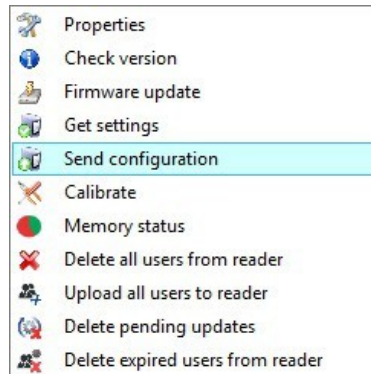 Properties
Check version
Firmware update
Get settings
Send configuration
Calibrate
Memory status
Delete all users from reader
Upload all users to reader
Delete pending updates
Delete expired users from reader